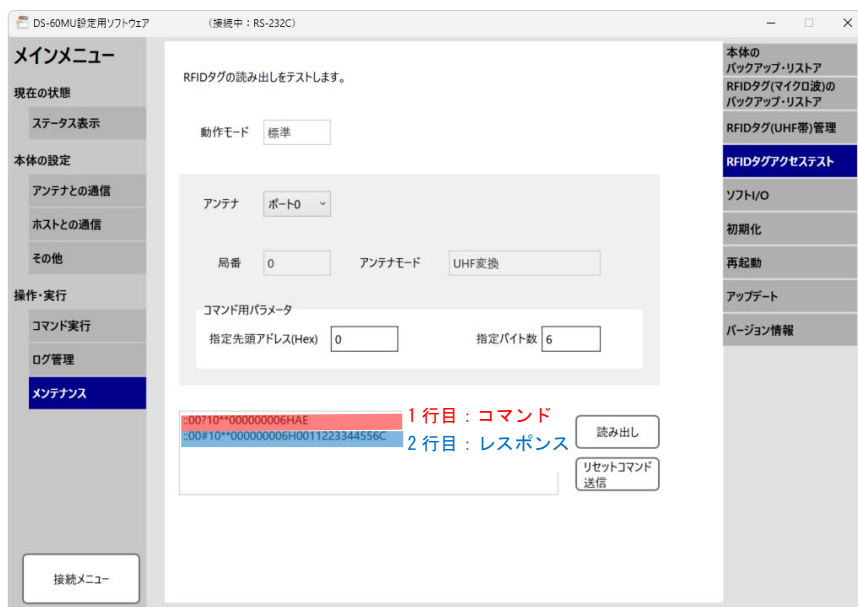 DS-60MU設定用ソフトウェア （接続中：RS-232C）
メインメニュー
現在の状態
ステータス表示
本体の設定
アンテナとの通信
ホストとの通信
その他
操作・実行
コマンド実行
ログ管理
メンテナンス
接続メニュー
RFIDタグの読み出しをテストします。
動作モード 標準
アンテナ ポート0
局番 0 アンテナモード UHF変換
コマンド用パラメータ
指定先頭アドレス(Hex) 0 指定バイト数 6
::00?10**000000006HAE
1行目：コマンド
::00#10**000000006H0011223344556C
2行目：レスポンス
読み出し
リセットコマンド
送信
本体の
バックアップ・リストア
RFIDタグ(マイクロ波)の
バックアップ・リストア
RFIDタグ(UHF帯)管理
RFIDタグアクセステスト
ソフトI/O
初期化
再起動
アップデート
バージョン情報